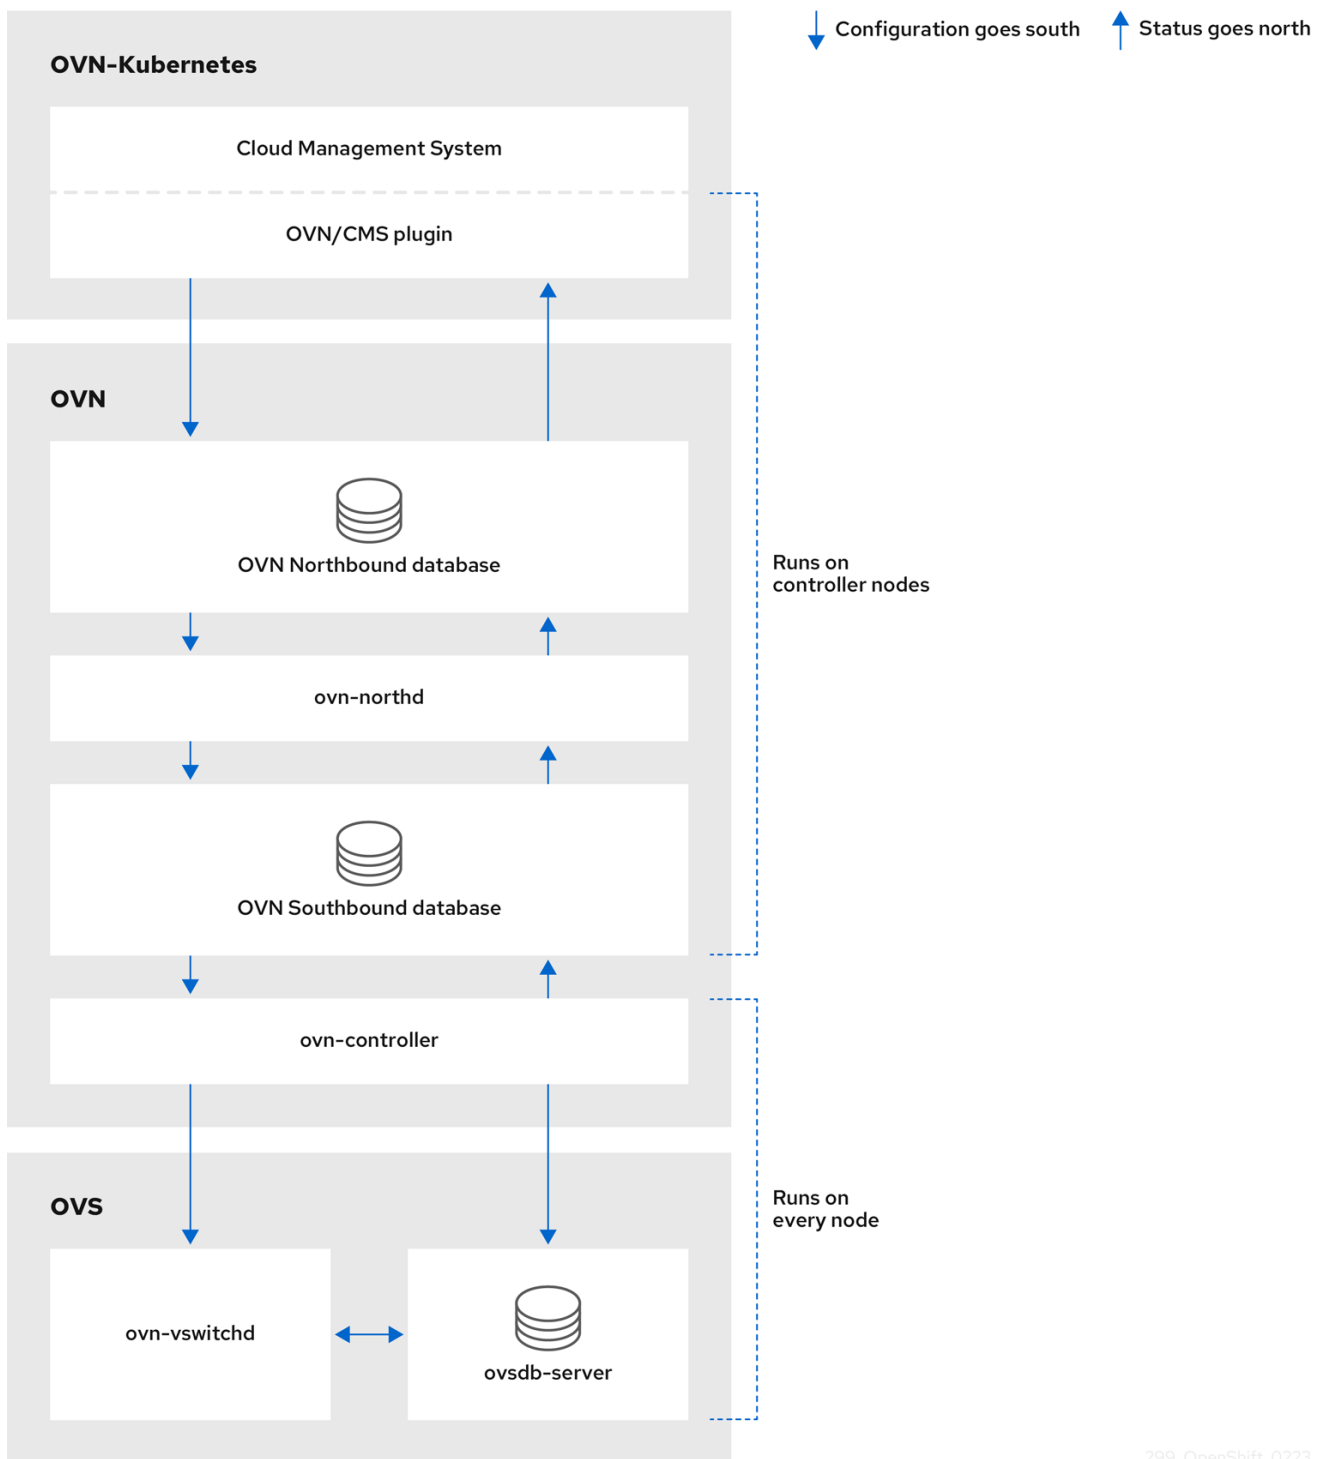 Configuration goes south
Status goes north
OVN-Kubernetes
Cloud Management System
OVN/CMS plugin
OVN
OVN Northbound database
Runs on
controller nodes
ovn-northd
OVN Southbound database
ovn-controller
Runs on
every node
OVS
ovn-vswitchd
ovsdb-server
299_OpenShift_0223